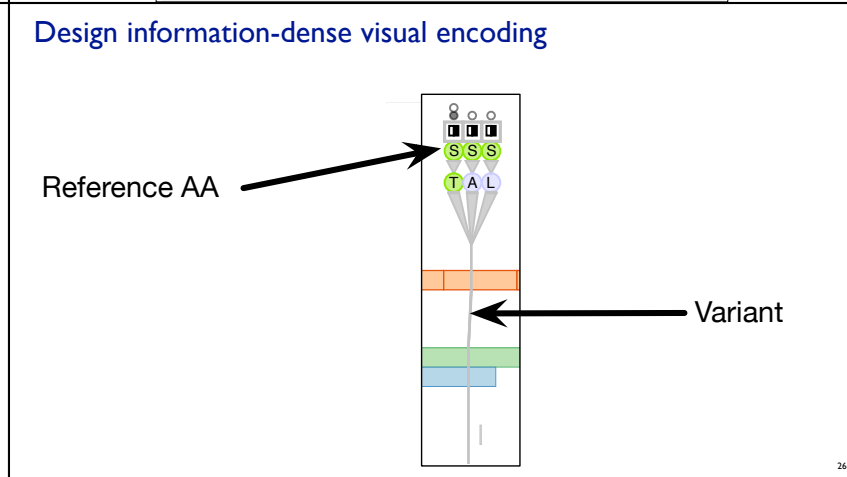 Design information-dense visual encoding
S S S
Reference AA
T A L
Variant
26